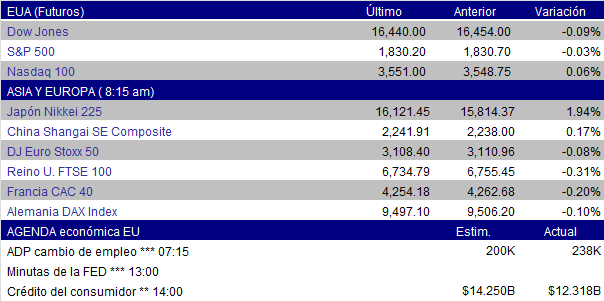 EUA (Futuros) Último Anterior Variación
Dow Jones 16,440.00 16,454.00 -0.09%
S&P 500 1,830.20 1,830.70 -0.03%
Nasdaq 100 3,551.00 3,548.75 0.06%
ASIA Y EUROPA ( 8:15 am)
Japón Nikkei 225 16,121.45 15,814.37 1.94%
China Shangai SE Composite 2,241.91 2,238.00 0.17%
DJ Euro Stoxx 50 3,108.40 3,110.96 -0.08%
Reino U. FTSE 100 6,734.79 6,755.45 -0.31%
Francia CAC 40 4,254.18 4,262.68 -0.20%
Alemania DAX Index 9,497.10 9,506.20 -0.10%
AGENDA económica EU Estim. Actual
ADP cambio de empleo *** 07:15 200K 238K
Minutas de la FED *** 13:00
Crédito del consumidor ** 14:00 $14.250B $12.318B